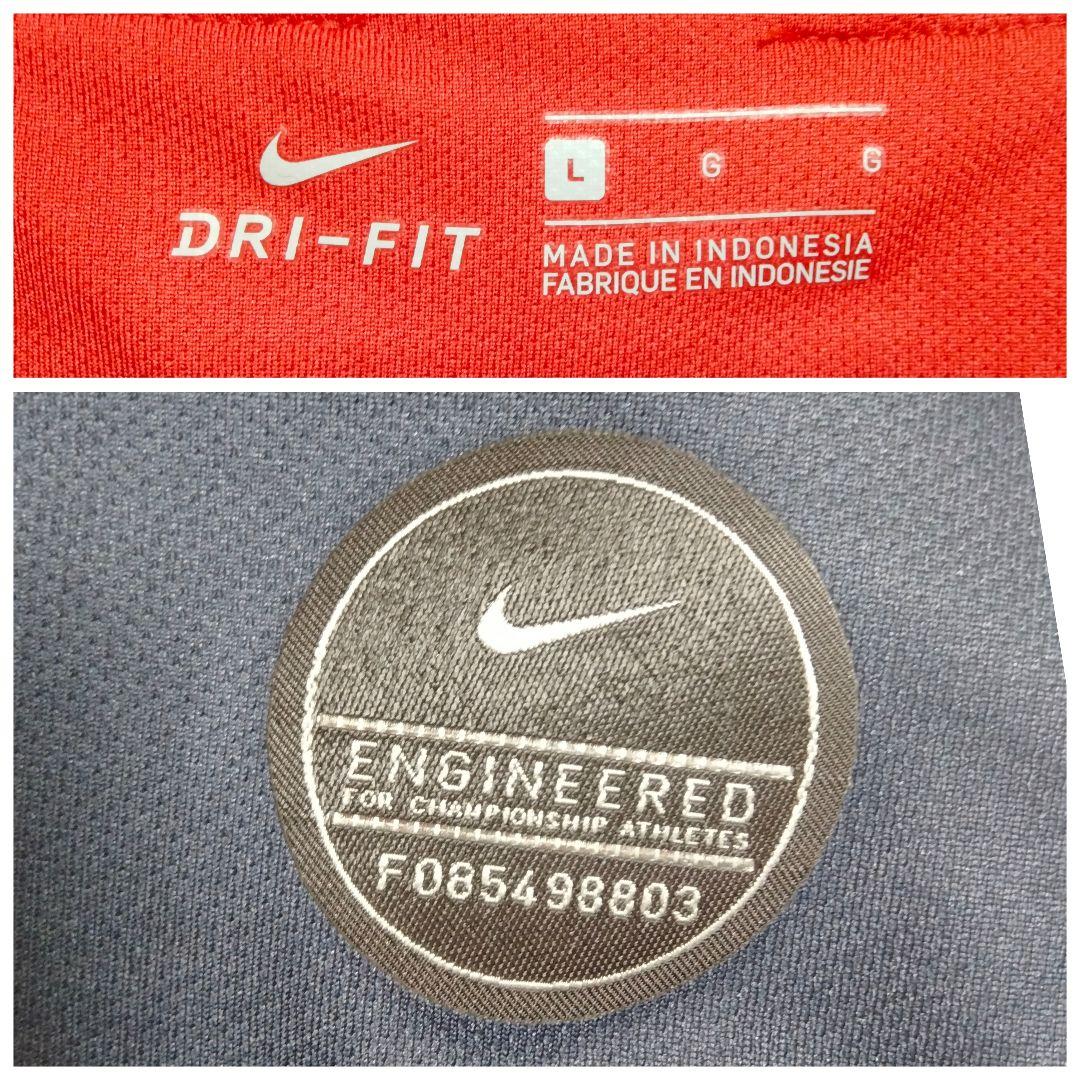 DRI-FIT
L G G
MADE IN INDONESIA
FABRIQUE EN INDONESIE
ENGINEERED
FOR CHAMPIONSHIP ATHLETES
F085498803